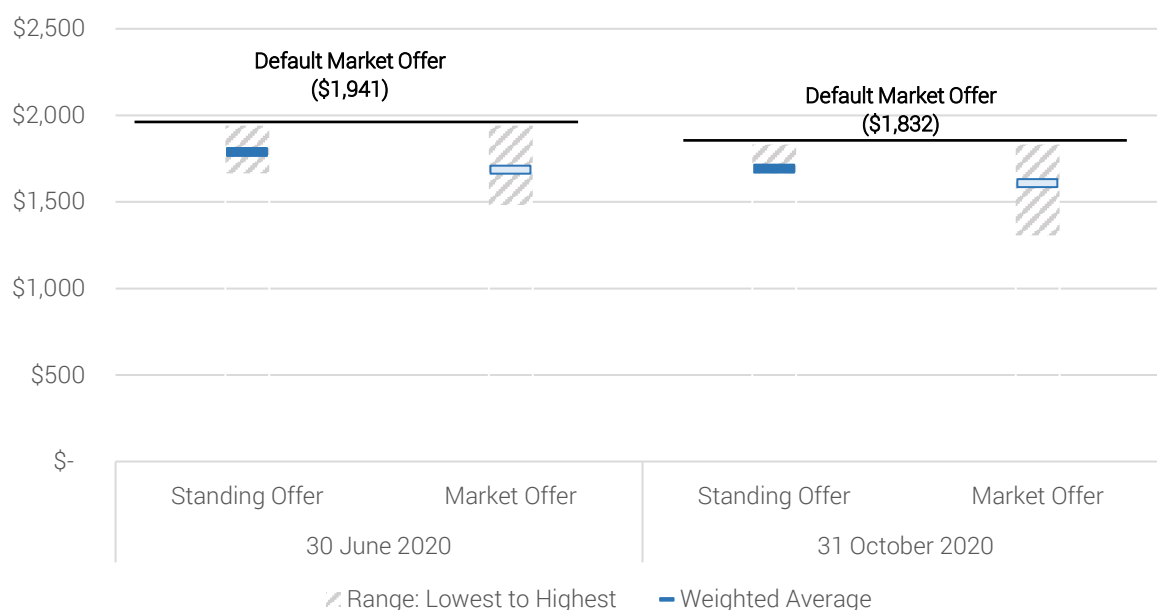 $2,500
Default Market Offer
($1,941)
Default Market Offer
($1,832)
$2,000
$1,500
$1,000
$500
$-
Standing Offer
Market Offer
Standing Offer
Market Offer
30 June 2020
31 October 2020
Range: Lowest to Highest
Weighted Average